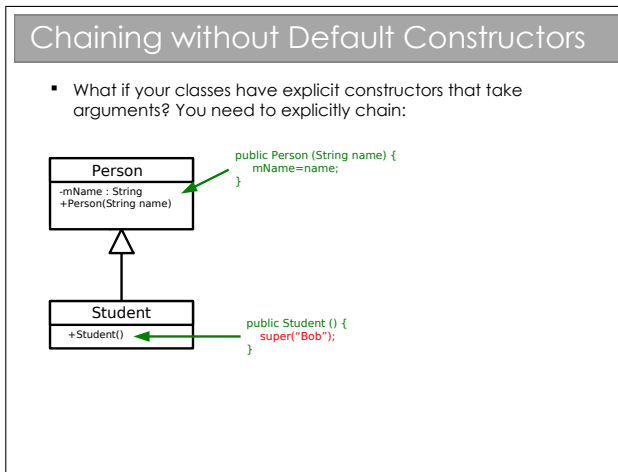 Chaining without Default Constructors
▪ What if your classes have explicit constructors that take
arguments? You need to explicitly chain:
public Person (String name) {
mName=name;
}
Person
-mName : String
+Person(String name)
Student
+Student()
public Student () {
super(“Bob”);
}